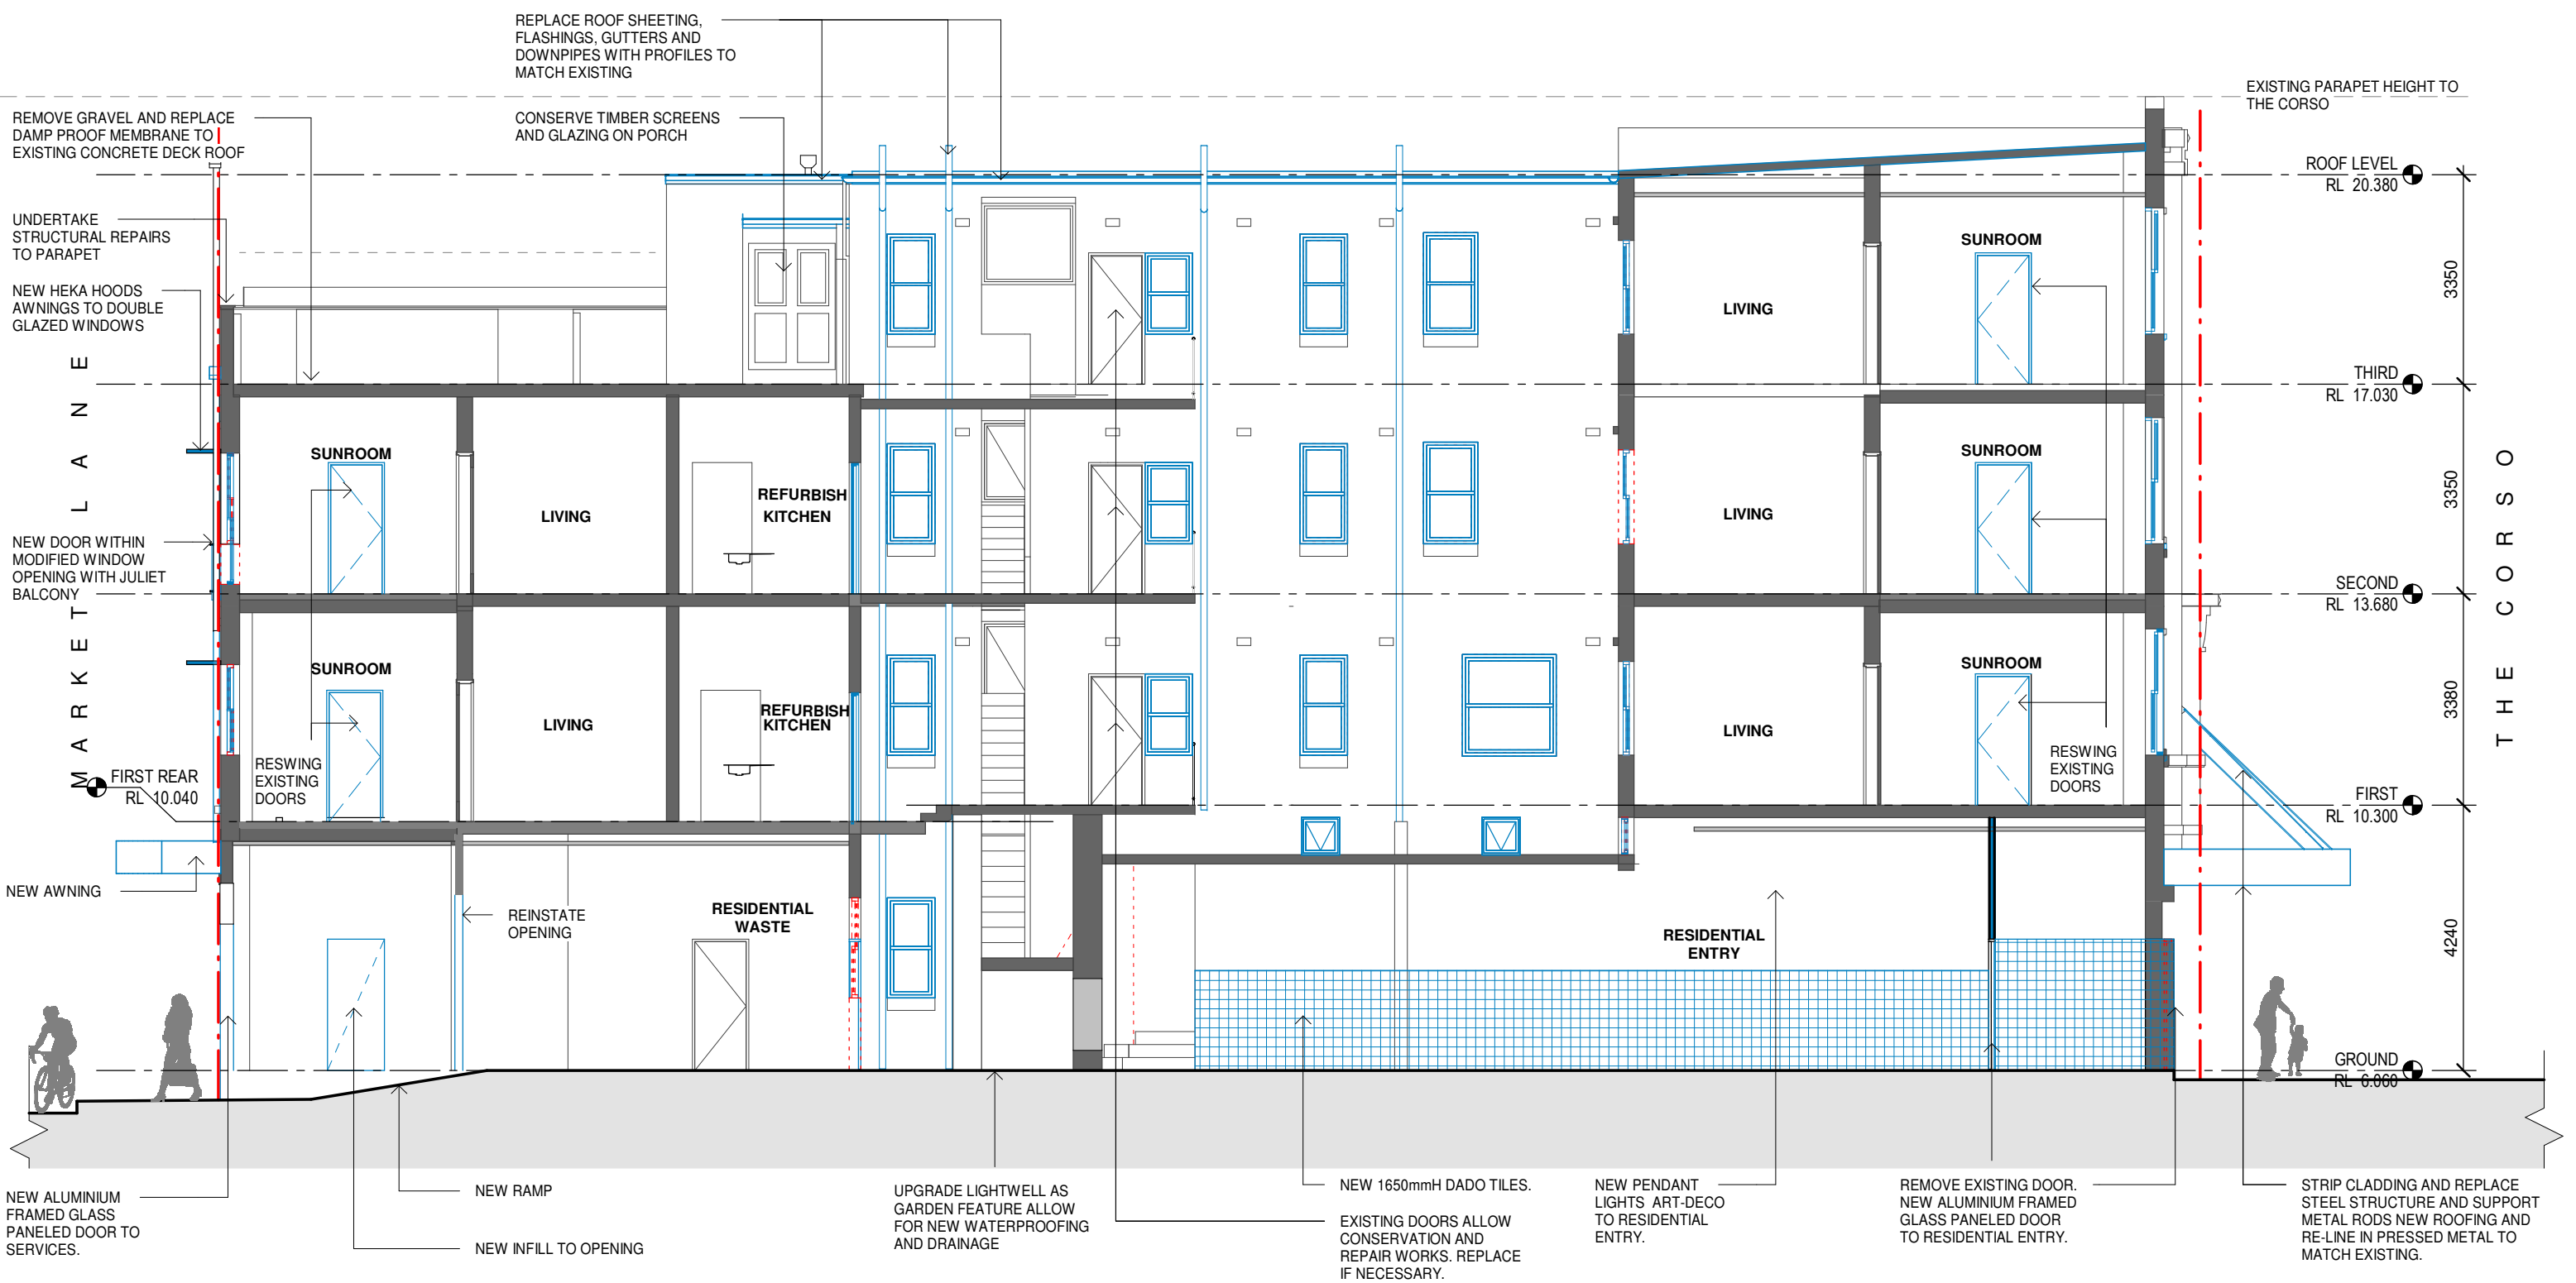 REPLACE ROOF SHEETING,
FLASHINGS, GUTTERS AND
DOWNPIPES WITH PROFILES TO
MATCH EXISTING
EXISTING PARAPET HEIGHT TO
THE CORSO
REMOVE GRAVEL AND REPLACE
DAMP PROOF MEMBRANE TO
EXISTING CONCRETE DECK ROOF
CONSERVE TIMBER SCREENS
AND GLAZING ON PORCH
ROOF LEVEL
RL 20.380
UNDERTAKE
STRUCTURAL REPAIRS
TO PARAPET
NEW HEKA HOODS
AWNINGS TO DOUBLE
GLAZED WINDOWS
SUNROOM
LIVING
3350
THIRD
RL 17.030
MARKET LANE
SUNROOM
LIVING
REFURBISH
KITCHEN
LIVING
SUNROOM
3350
THE CORSO
NEW DOOR WITHIN
MODIFIED WINDOW
OPENING WITH JULIET
BALCONY
SECOND
RL 13.680
SUNROOM
LIVING
REFURBISH
KITCHEN
LIVING
SUNROOM
3380
RESWING
EXISTING
DOORS
RESWING
EXISTING
DOORS
FIRST REAR
RL 10.040
FIRST
RL 10.300
NEW AWNING
REINSTATE
OPENING
RESIDENTIAL
WASTE
RESIDENTIAL
ENTRY
4240
GROUND
RL 6.060
NEW ALUMINIUM
FRAMED GLASS
PANELED DOOR TO
SERVICES.
NEW RAMP
NEW INFILL TO OPENING
UPGRADE LIGHTWELL AS
GARDEN FEATURE ALLOW
FOR NEW WATERPROOFING
AND DRAINAGE
NEW 1650mmH DADO TILES.
EXISTING DOORS ALLOW
CONSERVATION AND
REPAIR WORKS. REPLACE
IF NECESSARY.
NEW PENDANT
LIGHTS ART-DECO
TO RESIDENTIAL
ENTRY.
REMOVE EXISTING DOOR.
NEW ALUMINIUM FRAMED
GLASS PANELED DOOR
TO RESIDENTIAL ENTRY.
STRIP CLADDING AND REPLACE
STEEL STRUCTURE AND SUPPORT
METAL RODS NEW ROOFING AND
RE-LINE IN PRESSED METAL TO
MATCH EXISTING.